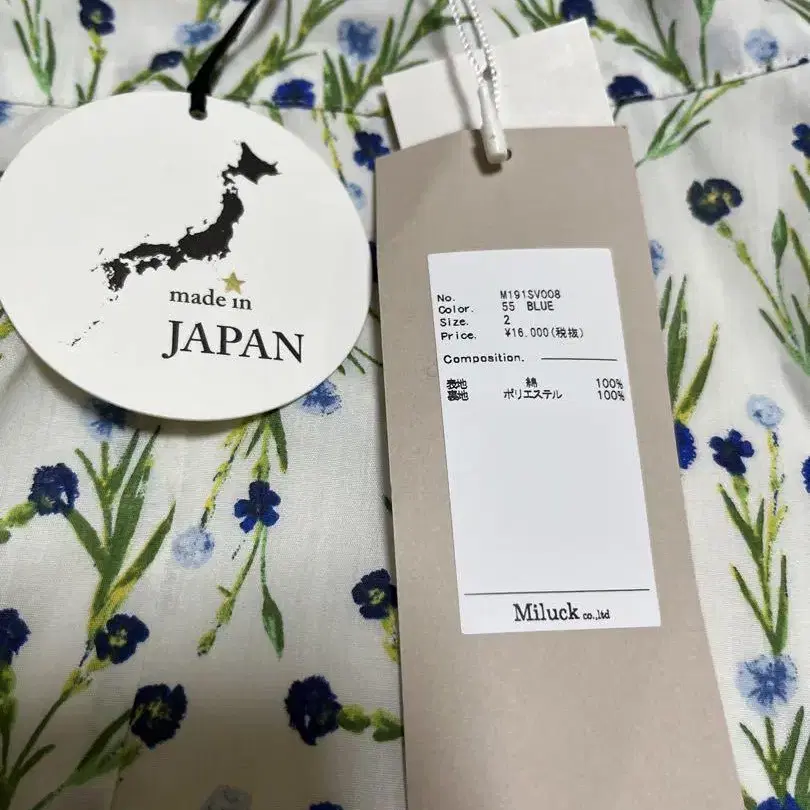 made in
JAPAN
No. M191SV008
Color. 55 BLUE
Size. 2
Price. ¥16,000(税抜)
Composition.
表地 綿 100%
裏地 ポリエステル 100%
Miluck co.,ltd